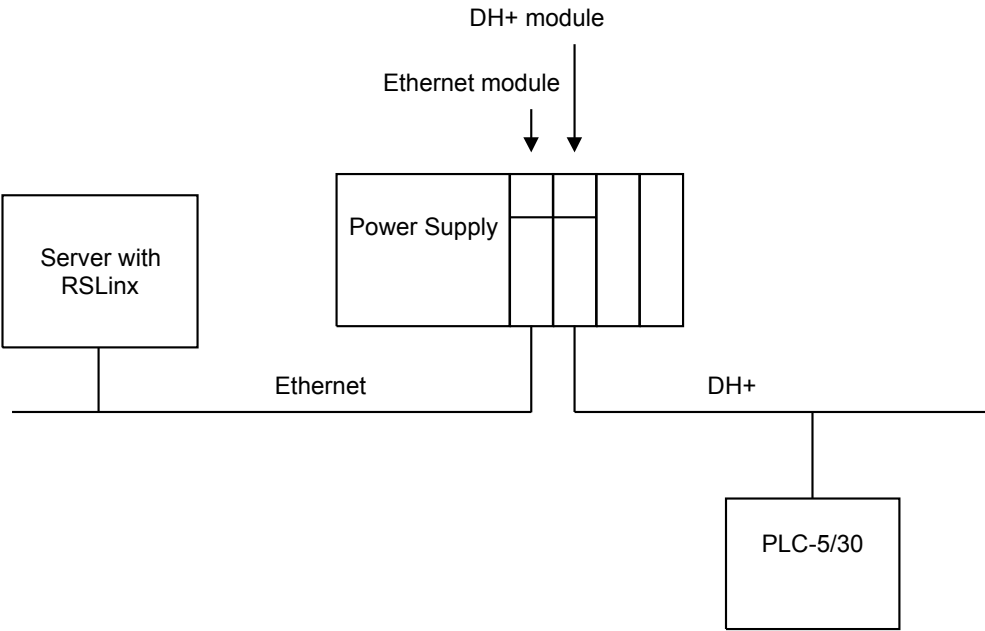 DH+ module
Ethernet module
Power Supply
Server with
RSLinx
Ethernet
DH+
PLC-5/30